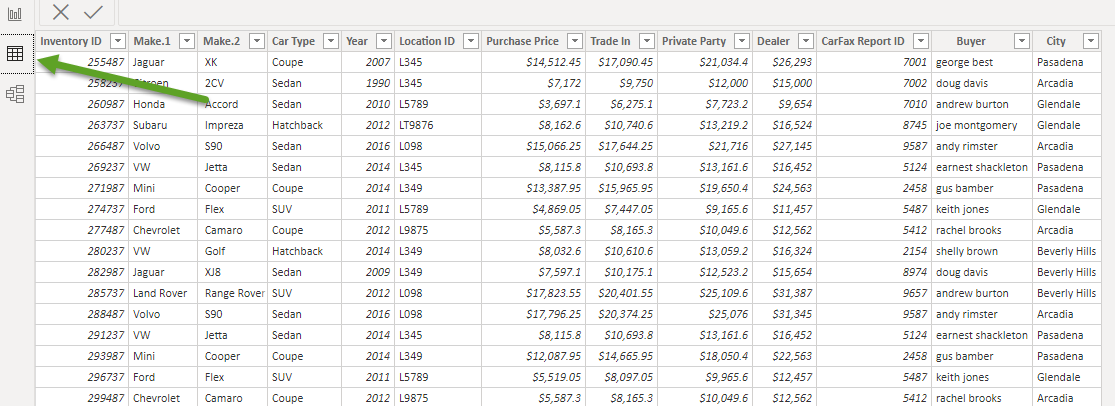 Inventory ID Make.1 Make.2 Car Type Year Location ID Purchase Price Trade In Private Party Dealer CarFax Report ID Buyer City
255487 Jaguar XK Coupe 2007 L345 $14,512.45 $17,090.45 $21,034.4 $26,293 7001 george best Pasadena
258237 Citroen 2CV Sedan 1990 L345 $7,172 $9,750 $12,000 $15,000 7002 doug davis Arcadia
260987 Honda Accord Sedan 2010 L5789 $3,697.1 $6,275.1 $7,723.2 $9,654 7010 andrew burton Glendale
263737 Subaru Impreza Hatchback 2012 LT9876 $8,162.6 $10,740.6 $13,219.2 $16,524 8745 joe montgomery Glendale
266487 Volvo S90 Sedan 2016 L098 $15,066.25 $17,644.25 $21,716 $27,145 9587 andy rimster Arcadia
269237 VW Jetta Sedan 2014 L345 $8,115.8 $10,693.8 $13,161.6 $16,452 5124 earnest shackleton Pasadena
271987 Mini Cooper Coupe 2014 L349 $13,387.95 $15,965.95 $19,650.4 $24,563 2458 gus bamber Pasadena
274737 Ford Flex SUV 2011 L5789 $4,869.05 $7,447.05 $9,165.6 $11,457 5487 keith jones Glendale
277487 Chevrolet Camaro Coupe 2012 L9875 $5,587.3 $8,165.3 $10,049.6 $12,562 5412 rachel brooks Arcadia
280237 VW Golf Hatchback 2014 L349 $8,032.6 $10,610.6 $13,059.2 $16,324 2154 shelly brown Beverly Hills
282987 Jaguar XJ8 Sedan 2009 L349 $7,597.1 $10,175.1 $12,523.2 $15,654 8974 doug davis Beverly Hills
285737 Land Rover Range Rover SUV 2012 L098 $17,823.55 $20,401.55 $25,109.6 $31,387 9657 andrew burton Beverly Hills
288487 Volvo S90 Sedan 2016 L098 $17,796.25 $20,374.25 $25,076 $31,345 9587 andy rimster Arcadia
291237 VW Jetta Sedan 2014 L345 $8,115.8 $10,693.8 $13,161.6 $16,452 5124 earnest shackleton Pasadena
293987 Mini Cooper Coupe 2014 L349 $12,087.95 $14,665.95 $18,050.4 $22,563 2458 gus bamber Pasadena
296737 Ford Flex SUV 2011 L5789 $5,519.05 $8,097.05 $9,965.6 $12,457 5487 keith jones Glendale
299487 Chevrolet Camaro Coupe 2012 L9875 $5,587.3 $8,165.3 $10,049.6 $12,562 5412 rachel brooks Arcadia